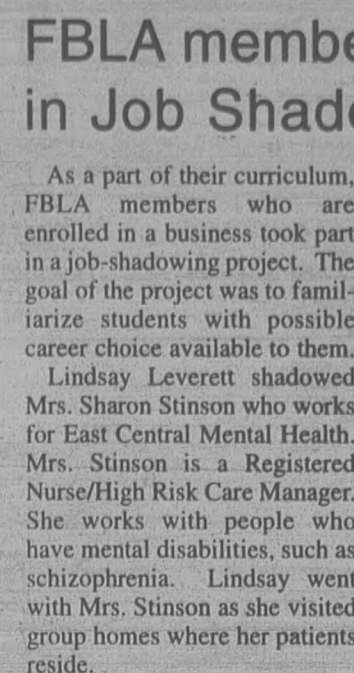 FBLA membe
in Job Shad
As a part of their curriculum,
FBLA members who are
enrolled in a business took part
in a job-shadowing project. The
goal of the project was to famil-
iarize students with possible
career choice available to them.
Lindsay Leverett shadowed
Mrs. Sharon Stinson who works
for East Central Mental Health.
Mrs. Stinson is a Registered
Nurse/High Risk Care Manager.
She works with people who
have mental disabilities, such as
schizophrenia. Lindsay went
with Mrs. Stinson as she visited
group homes where her patients
reside.